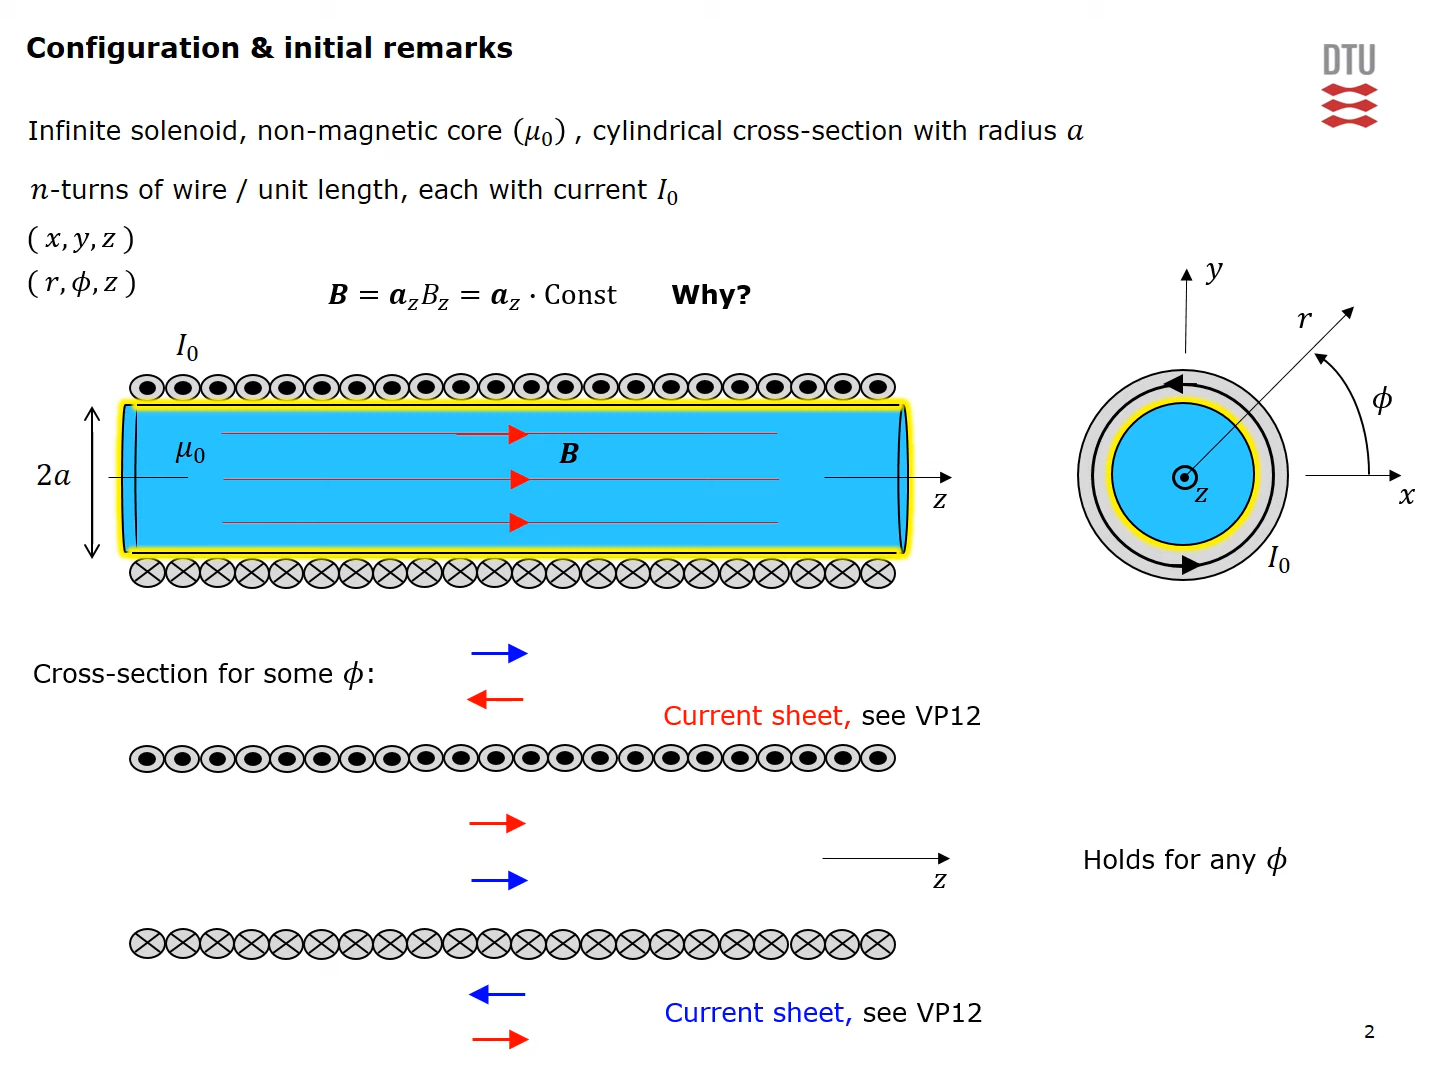 Configuration & initial remarks
DTU
Infinite solenoid, non-magnetic core (μ₀) , cylindrical cross-section with radius a
n-turns of wire / unit length, each with current I₀
( x, y, z )
( r, ϕ, z )
B = a_z B_z = a_z · Const Why?
I₀
μ₀
B
2a
z
y
r
ϕ
x
z
I₀
Cross-section for some ϕ:
Current sheet, see VP12
z
Holds for any ϕ
Current sheet, see VP12
2